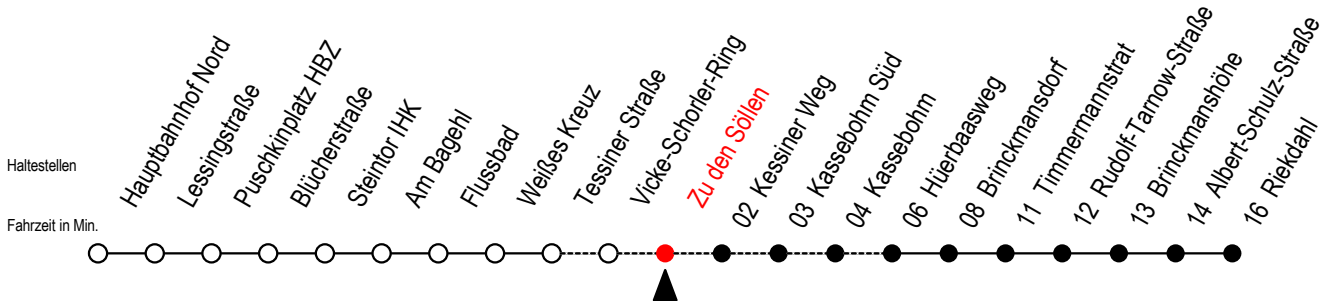 Haltestellen
Fahrzeit in Min.
Hauptbahnhof Nord
Lessingstraße
Puschkinplatz HBZ
Blücherstraße
Steintor IHK
Am Bagehl
Flussbad
Weißes Kreuz
Tessiner Straße
Vicke-Schorler-Ring
Zu den Söllen
02 Kessiner Weg
03 Kassebohm Süd
04 Kassebohm
06 Hüerbaasweg
08 Brinckmansdorf
11 Timmermannstrat
12 Rudolf-Tarnow-Straße
13 Brinckmanshöhe
14 Albert-Schulz-Straße
16 Riekdahl